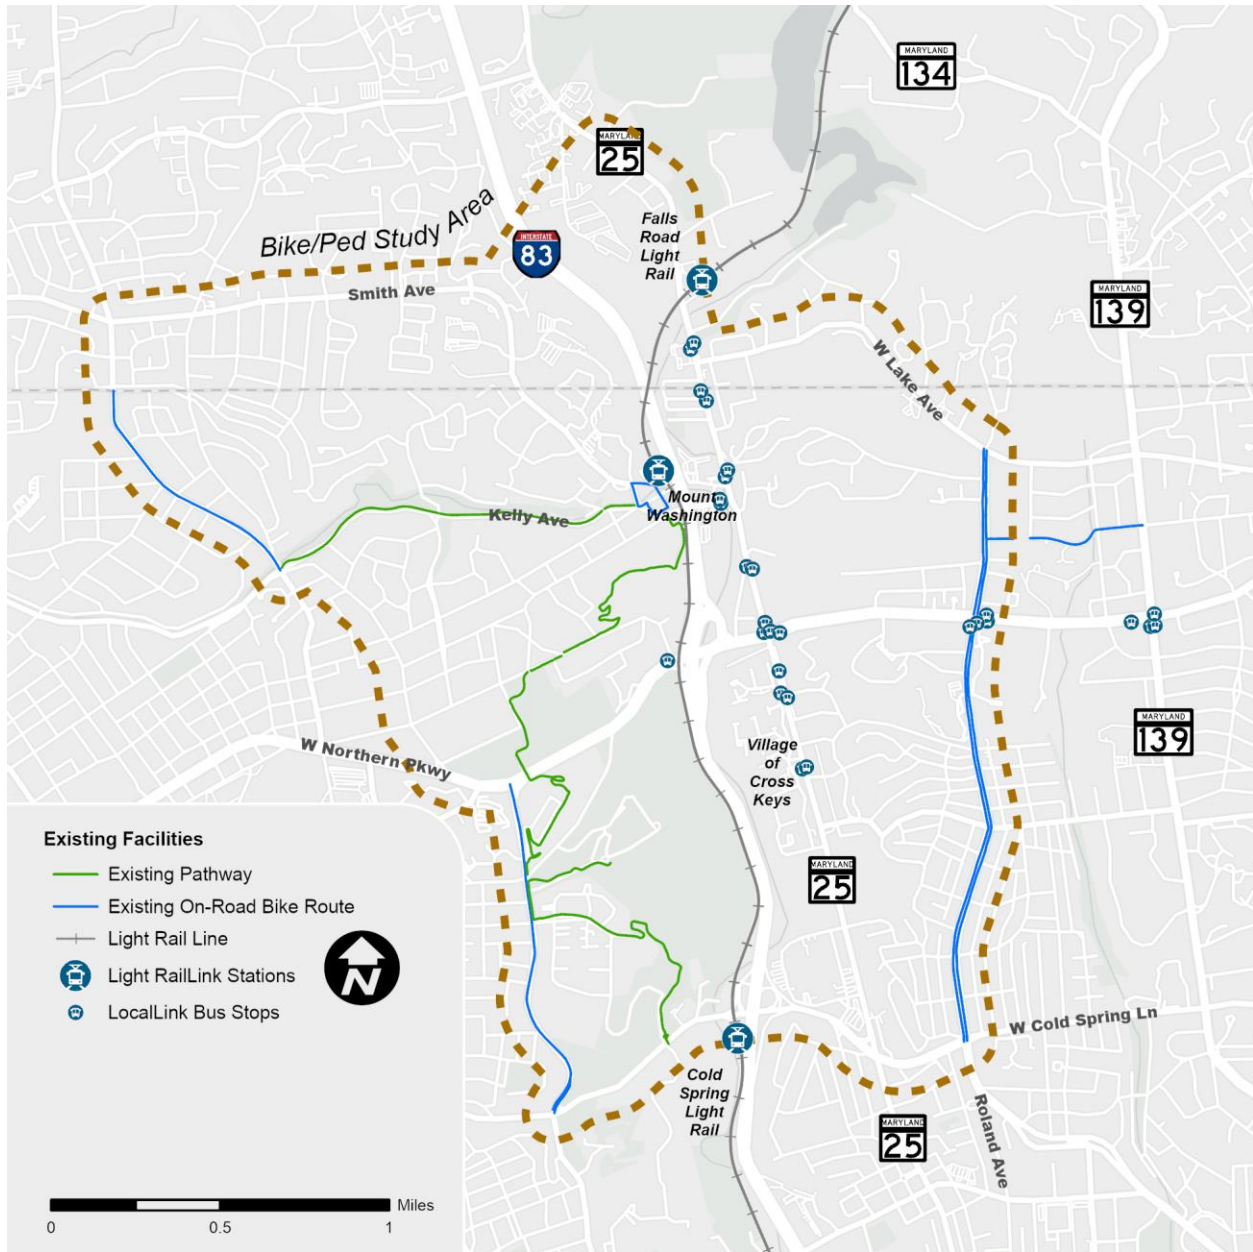 MARYLAND
134
MARYLAND
25
Bike/Ped Study Area
Falls
Road
Light
Rail
INTERSTATE
83
Smith Ave
MARYLAND
139
W Lake Ave
Mount
Washington
Kelly Ave
W Northern Pkwy
Village
of
Cross
Keys
MARYLAND
139
Existing Facilities
Existing Pathway
Existing On-Road Bike Route
Light Rail Line
Light RailLink Stations
LocalLink Bus Stops
N
MARYLAND
25
W Cold Spring Ln
Cold
Spring
Light
Rail
MARYLAND
25
Roland Ave
Miles
0
0.5
1